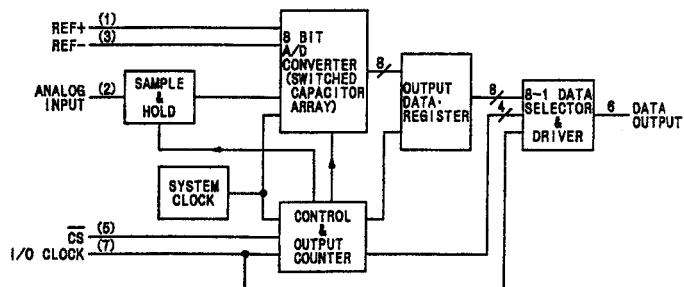 REF+ (1)
REF- (3)
8 BIT
A/D
CONVERTER
(SWITCHED
CAPACITOR
ARRAY)
8
OUTPUT
DATA
REGISTER
8
4
8-1 DATA
SELECTOR
&
DRIVER
6 DATA
OUTPUT
ANALOG
INPUT
(2)
SAMPLE
&
HOLD
SYSTEM
CLOCK
CONTROL
&
OUTPUT
COUNTER
CS (5)
I/O CLOCK (7)